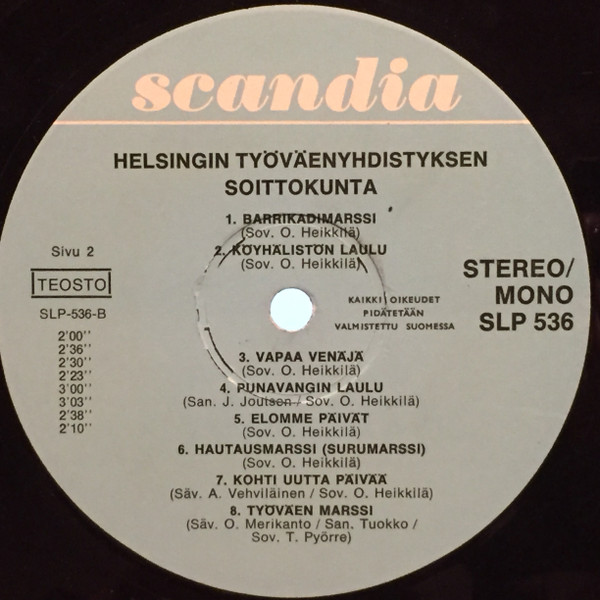 scandia
HELSINGIN TYÖVÄENYHDISTYKSEN
SOITTOKUNTA
1. BARRIKADIMARSSI
(Sov. O. Heikkilä)
2. KÖYHÄLISTÖN LAULU
(Sov. O. Heikkilä)
Sivu 2
TEOSTO
SLP-536-B
2'00''
2'36''
2'30''
2'23''
3'00''
3'03''
2'38''
2'10''
KAIKKI OIKEUDET
PIDÄTETÄÄN
VALMISTETTU SUOMESSA
STEREO/
MONO
SLP 536
3. VAPAA VENÄJÄ
(Sov. O. Heikkilä)
4. PUNAVANGIN LAULU
(San. J. Joutsen / Sov. O. Heikkilä)
5. ELOMME PÄIVÄT
(Sov. O. Heikkilä)
6. HAUTAUSMARSSI (SURUMARSSI)
(Sov. O. Heikkilä)
7. KOHTI UUTTA PÄIVÄÄ
(Säv. A. Vehviläinen / Sov. O. Heikkilä)
8. TYÖVÄEN MARSSI
(Säv. O. Merikanto / San. Tuokko /
Sov. T. Pyörre)